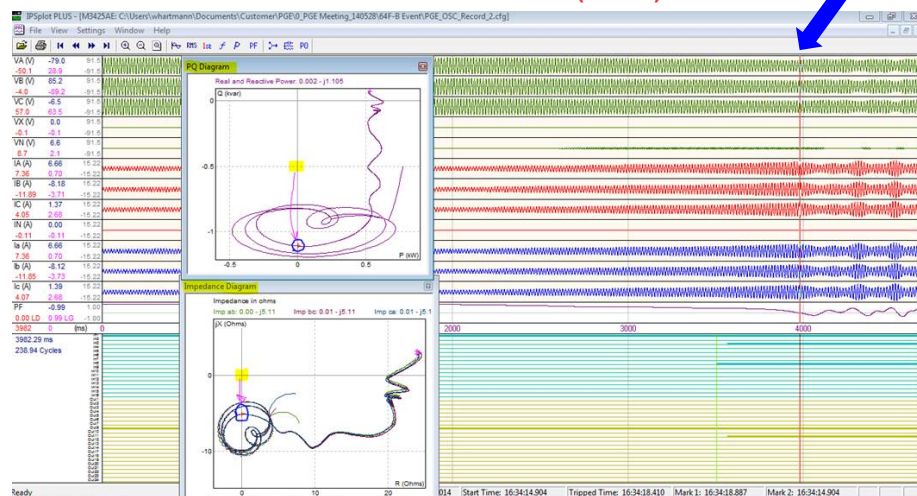 IPSplot PLUS - [M3425AE: C:\Users\whartmann\Documents\Customer\PGE\0_PGE Meeting_140528\64F-B Event\PGE_OSC_Record_2.cfg]
File View Settings Window Help
RMS 1st f P PF PQ
VA (V) -79.0 91.5
-50.1 20.9 -91.5
VB (V) 85.2 91.5
-4.0 -89.2 -91.5
VC (V) -6.5 91.5
57.0 63.5 -91.5
VX (V) 0.0 91.5
-0.1 -0.1 -91.5
VN (V) 6.6 91.5
8.7 2.1 -91.5
IA (A) 6.66 15.22
7.36 0.70 -15.22
IB (A) -8.18 15.22
-11.89 -3.71 -15.22
IC (A) 1.37 15.22
4.05 2.68 -15.22
IN (A) 0.00 15.22
-0.11 -0.11 -15.22
Ia (A) 6.66 15.22
7.36 0.70 -15.22
Ib (A) -8.12 15.22
-11.85 -3.73 -15.22
Ic (A) 1.39 15.22
4.07 2.68 -15.22
PF -0.99 1.00
0.00 LD 0.99 LG -1.00
3982 0 (ms) 0 2000 3000 4000
3982.29 ms
238.94 Cycles
PQ Diagram
Real and Reactive Power: 0.002 - j1.105
Q (kvar)
0
-0.5
-1
P (kW)
-0.5 0 0.5
Impedance Diagram
Impedance in ohms
Imp ab: 0.00 - j5.11 Imp bc: 0.01 - j5.11 Imp ca: 0.01 - j5.1
jX (Ohms)
0
-10
R (Ohms)
0 10 20
Ready 014 Start Time: 16:34:14.904 Tripped Time: 16:34:18.410 Mark 1: 16:34:18.887 Mark 2: 16:34:14.904